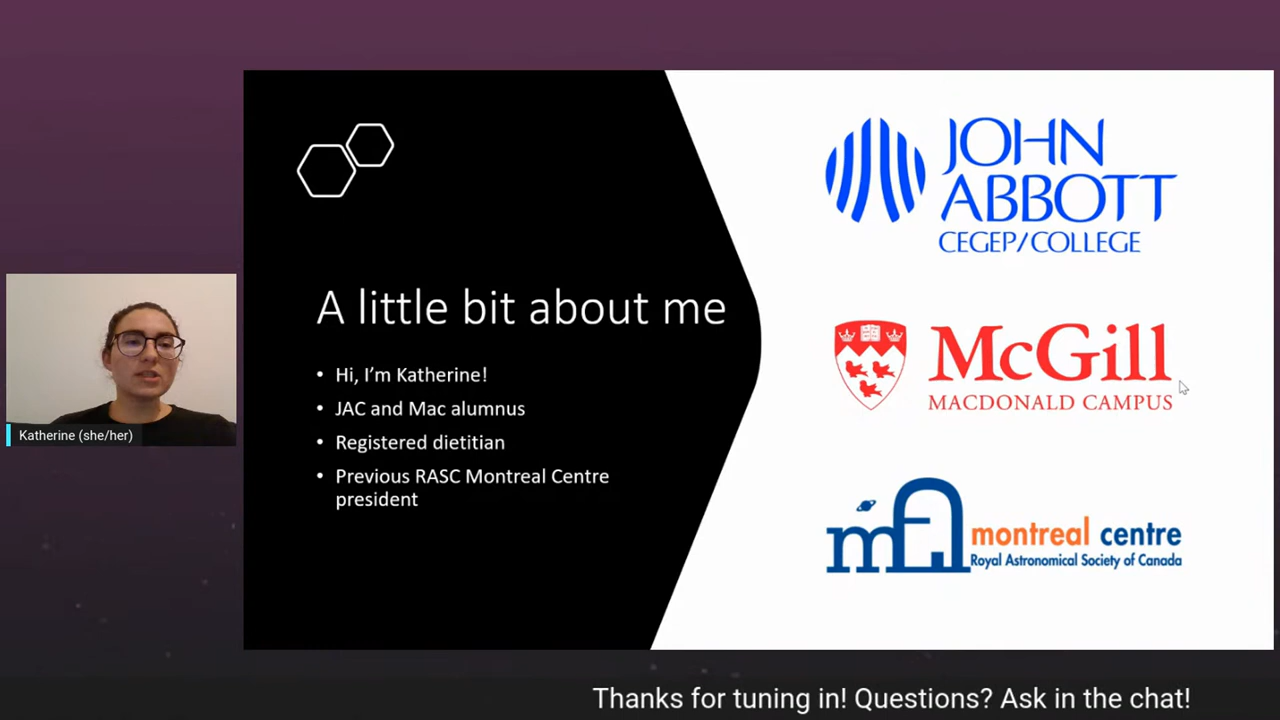 A little bit about me
• Hi, I’m Katherine!
• JAC and Mac alumnus
• Registered dietitian
• Previous RASC Montreal Centre
president
JOHN
ABBOTT
CEGEP/COLLEGE
McGill
MACDONALD CAMPUS
montreal centre
Royal Astronomical Society of Canada
Katherine (she/her)
Thanks for tuning in! Questions? Ask in the chat!